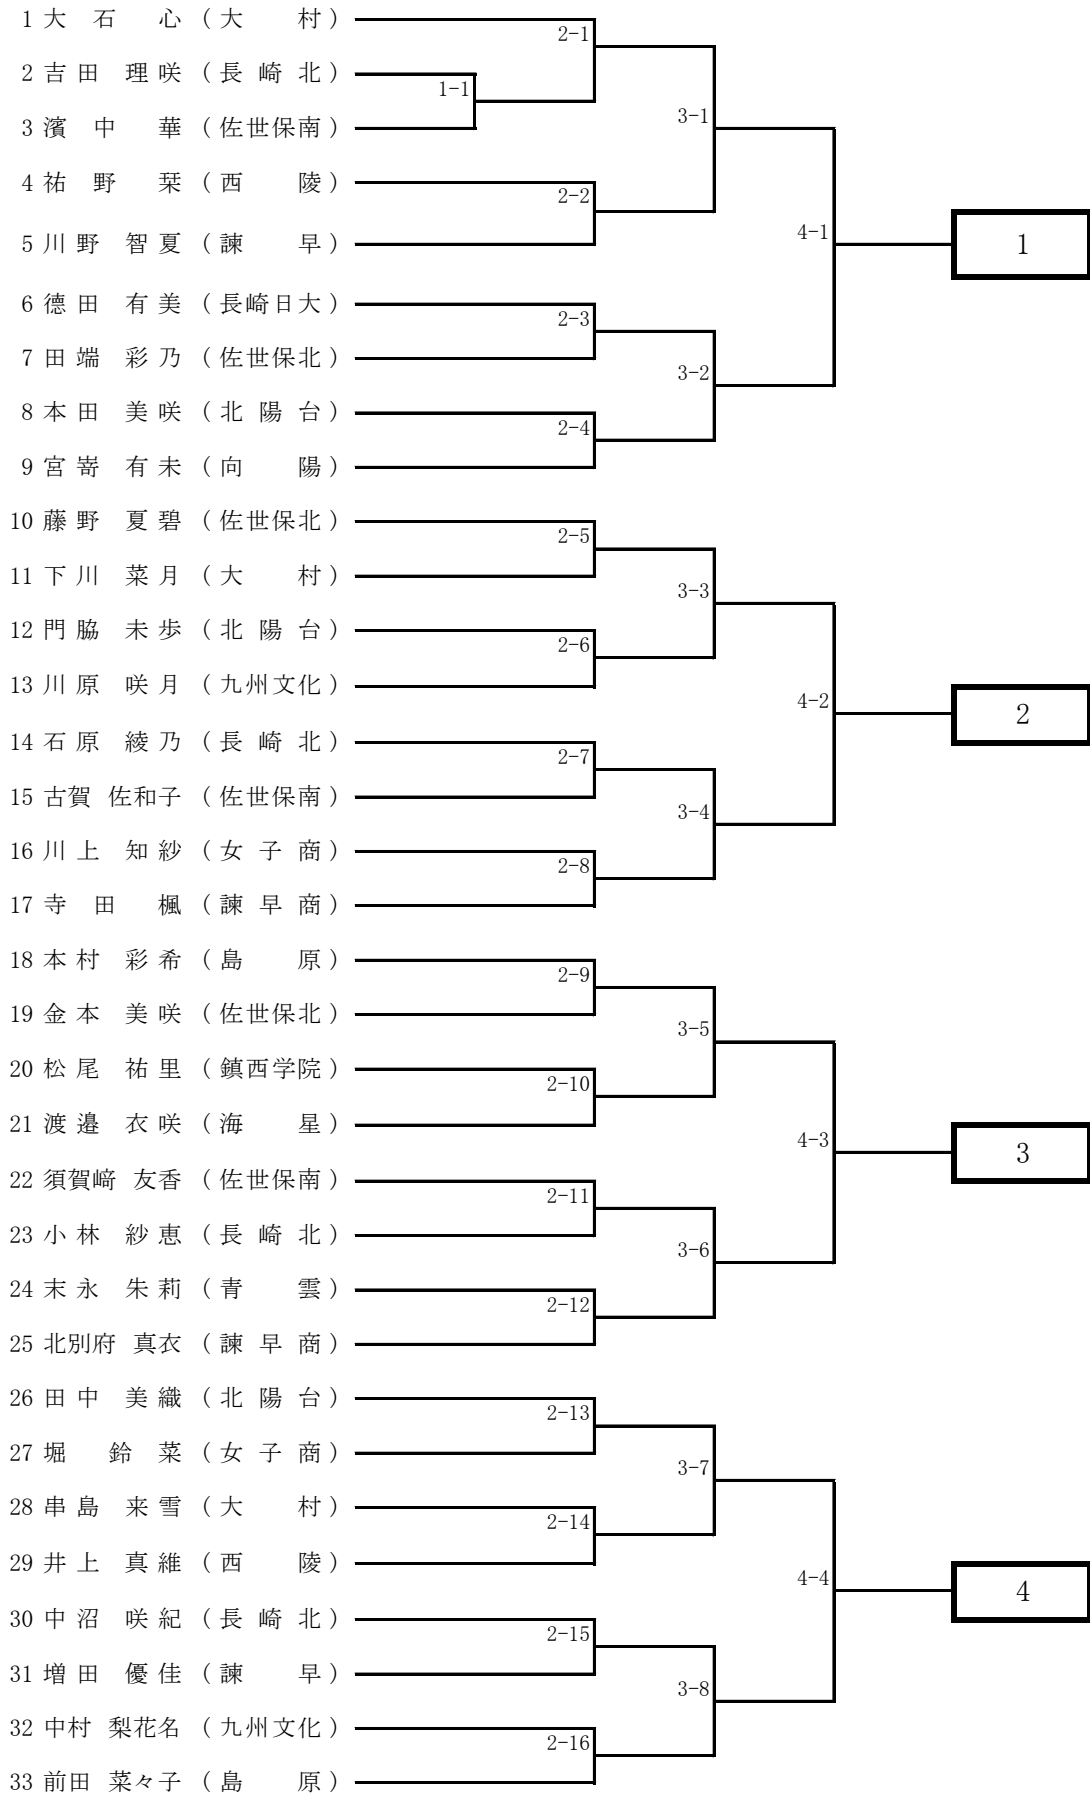 1 大 石 心 （ 大 村 ）
2-1
2 吉 田 理 咲 （ 長 崎 北 ）
1-1
3 濱 中 華 （ 佐世保南 ）
3-1
4 祐 野 栞 （ 西 陵 ）
2-2
5 川 野 智 夏 （ 諫 早 ）
4-1
1
6 德 田 有 美 （ 長崎日大 ）
2-3
7 田 端 彩 乃 （ 佐世保北 ）
3-2
8 本 田 美 咲 （ 北 陽 台 ）
2-4
9 宮 嵜 有 未 （ 向 陽 ）
10 藤 野 夏 碧 （ 佐世保北 ）
2-5
11 下 川 菜 月 （ 大 村 ）
3-3
12 門 脇 未 歩 （ 北 陽 台 ）
2-6
13 川 原 咲 月 （ 九州文化 ）
4-2
2
14 石 原 綾 乃 （ 長 崎 北 ）
2-7
15 古賀 佐和子 （ 佐世保南 ）
3-4
16 川 上 知 紗 （ 女 子 商 ）
2-8
17 寺 田 楓 （ 諫 早 商 ）
18 本 村 彩 希 （ 島 原 ）
2-9
19 金 本 美 咲 （ 佐世保北 ）
3-5
20 松 尾 祐 里 （ 鎮西学院 ）
2-10
21 渡 邉 衣 咲 （ 海 星 ）
4-3
3
22 須賀﨑 友香 （ 佐世保南 ）
2-11
23 小 林 紗 恵 （ 長 崎 北 ）
3-6
24 末 永 朱 莉 （ 青 雲 ）
2-12
25 北別府 真衣 （ 諫 早 商 ）
26 田 中 美 織 （ 北 陽 台 ）
2-13
27 堀 鈴 菜 （ 女 子 商 ）
3-7
28 串 島 来 雪 （ 大 村 ）
2-14
29 井 上 真 維 （ 西 陵 ）
4-4
4
30 中 沼 咲 紀 （ 長 崎 北 ）
2-15
31 増 田 優 佳 （ 諫 早 ）
3-8
32 中村 梨花名 （ 九州文化 ）
2-16
33 前田 菜々子 （ 島 原 ）